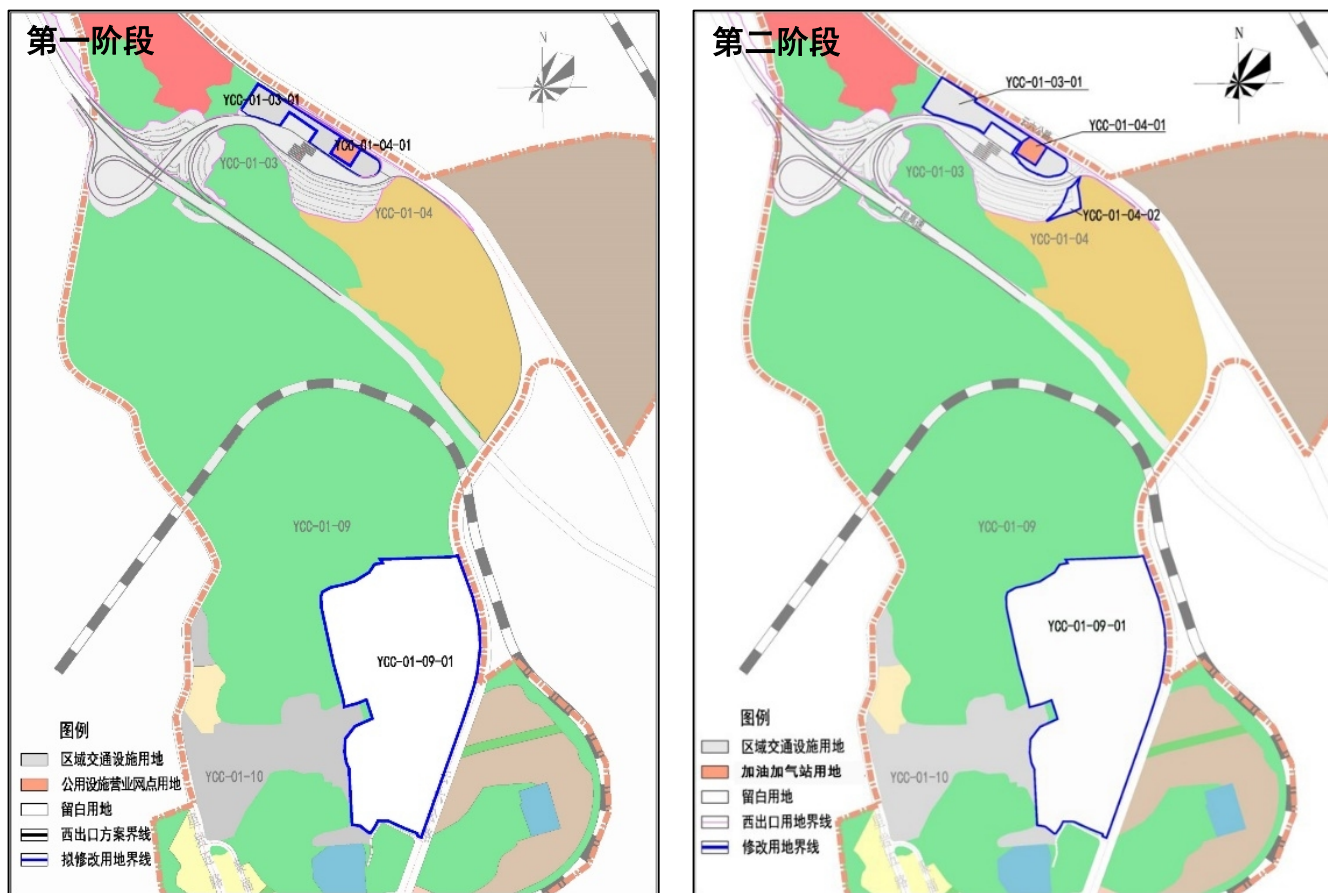 第一阶段
N
YCC-01-03-01
YCC-01-04-01
YCC-01-03
YCC-01-04
YCC-01-09
YCC-01-09-01
YCC-01-10
图例
区域交通设施用地
公用设施营业网点用地
留白用地
西出口方案界线
拟修改用地界线
第二阶段
N
YCC-01-03-01
YCC-01-04-01
YCC-01-03
YCC-01-04-02
YCC-01-04
YCC-01-09
YCC-01-09-01
YCC-01-10
图例
区域交通设施用地
加油加气站用地
留白用地
西出口用地界线
修改用地界线